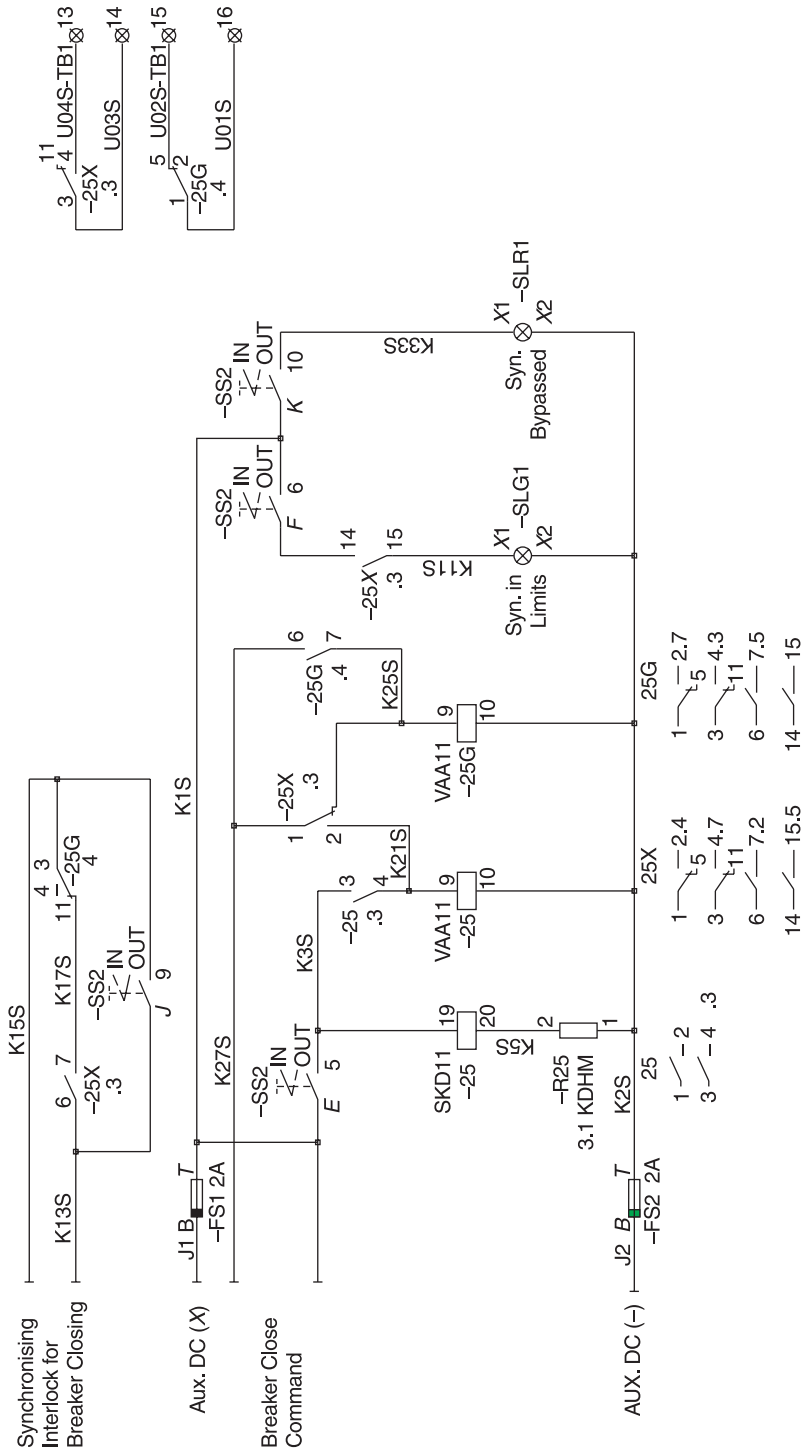 Synchronising
Interlock for
Breaker Closing
K15S
K13S
6 7
–25X
.3
K17S
4 3
11
–25G
4
–SS2
IN
OUT
J 9
Aux. DC (X)
J1 B T
–FS1 2A
K1S
K27S
Breaker Close
Command
–SS2
IN
OUT
E 5
K3S
–25
.3
3
4
K21S
1
2
–25X
.3
–25G
.4
6
7
K25S
SKD11
–25
19
20
K5S
–R25
3.1 KDHM
2
1
VAA11
–25
9
10
VAA11
–25G
9
10
–SS2
IN
OUT
F 6
–SS2
IN
OUT
K 10
14
15
–25X
.3
K11S
K33S
Syn. in
Limits
X1
X2
–SLG1
Syn.
Bypassed
X1
X2
–SLR1
AUX. DC (–)
J2 B T
–FS2 2A
K2S
25
1 – 2
3 – 4 .3
25X
1 – 2.4
5
3 – 4.7
11
6 – 7.2
14 – 15.5
25G
1 – 2.7
5
3 – 4.3
11
6 – 7.5
14 – 15
3 4
11
–25X
.3
U04S-TB1 13
U03S 14
1 2
5
–25G
.4
U02S-TB1 15
U01S 16